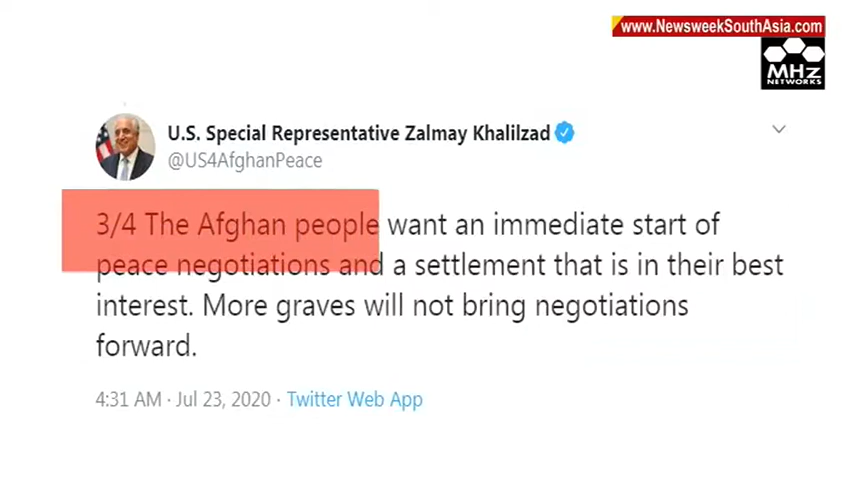 www.NewsweekSouthAsia.com
MHz
NETWORKS
U.S. Special Representative Zalmay Khalilzad
@US4AfghanPeace
3/4 The Afghan people want an immediate start of
peace negotiations and a settlement that is in their best
interest. More graves will not bring negotiations
forward.
4:31 AM · Jul 23, 2020 · Twitter Web App